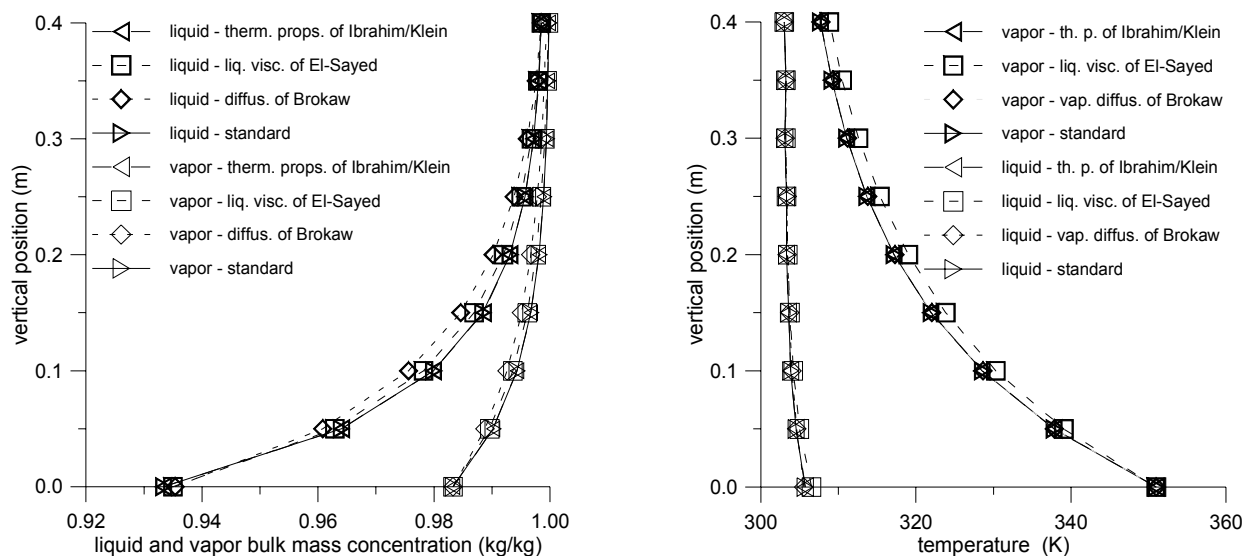 0.4
0.3
0.2
0.1
0.0
vertical position (m)
liquid - therm. props. of Ibrahim/Klein
liquid - liq. visc. of El-Sayed
liquid - diffus. of Brokaw
liquid - standard
vapor - therm. props. of Ibrahim/Klein
vapor - liq. visc. of El-Sayed
vapor - diffus. of Brokaw
vapor - standard
0.92 0.94 0.96 0.98 1.00
liquid and vapor bulk mass concentration (kg/kg)
0.4
0.3
0.2
0.1
0.0
vertical position (m)
vapor - th. p. of Ibrahim/Klein
vapor - liq. visc. of El-Sayed
vapor - vap. diffus. of Brokaw
vapor - standard
liquid - th. p. of Ibrahim/Klein
liquid - liq. visc. of El-Sayed
liquid - vap. diffus. of Brokaw
liquid - standard
300 320 340 360
temperature (K)